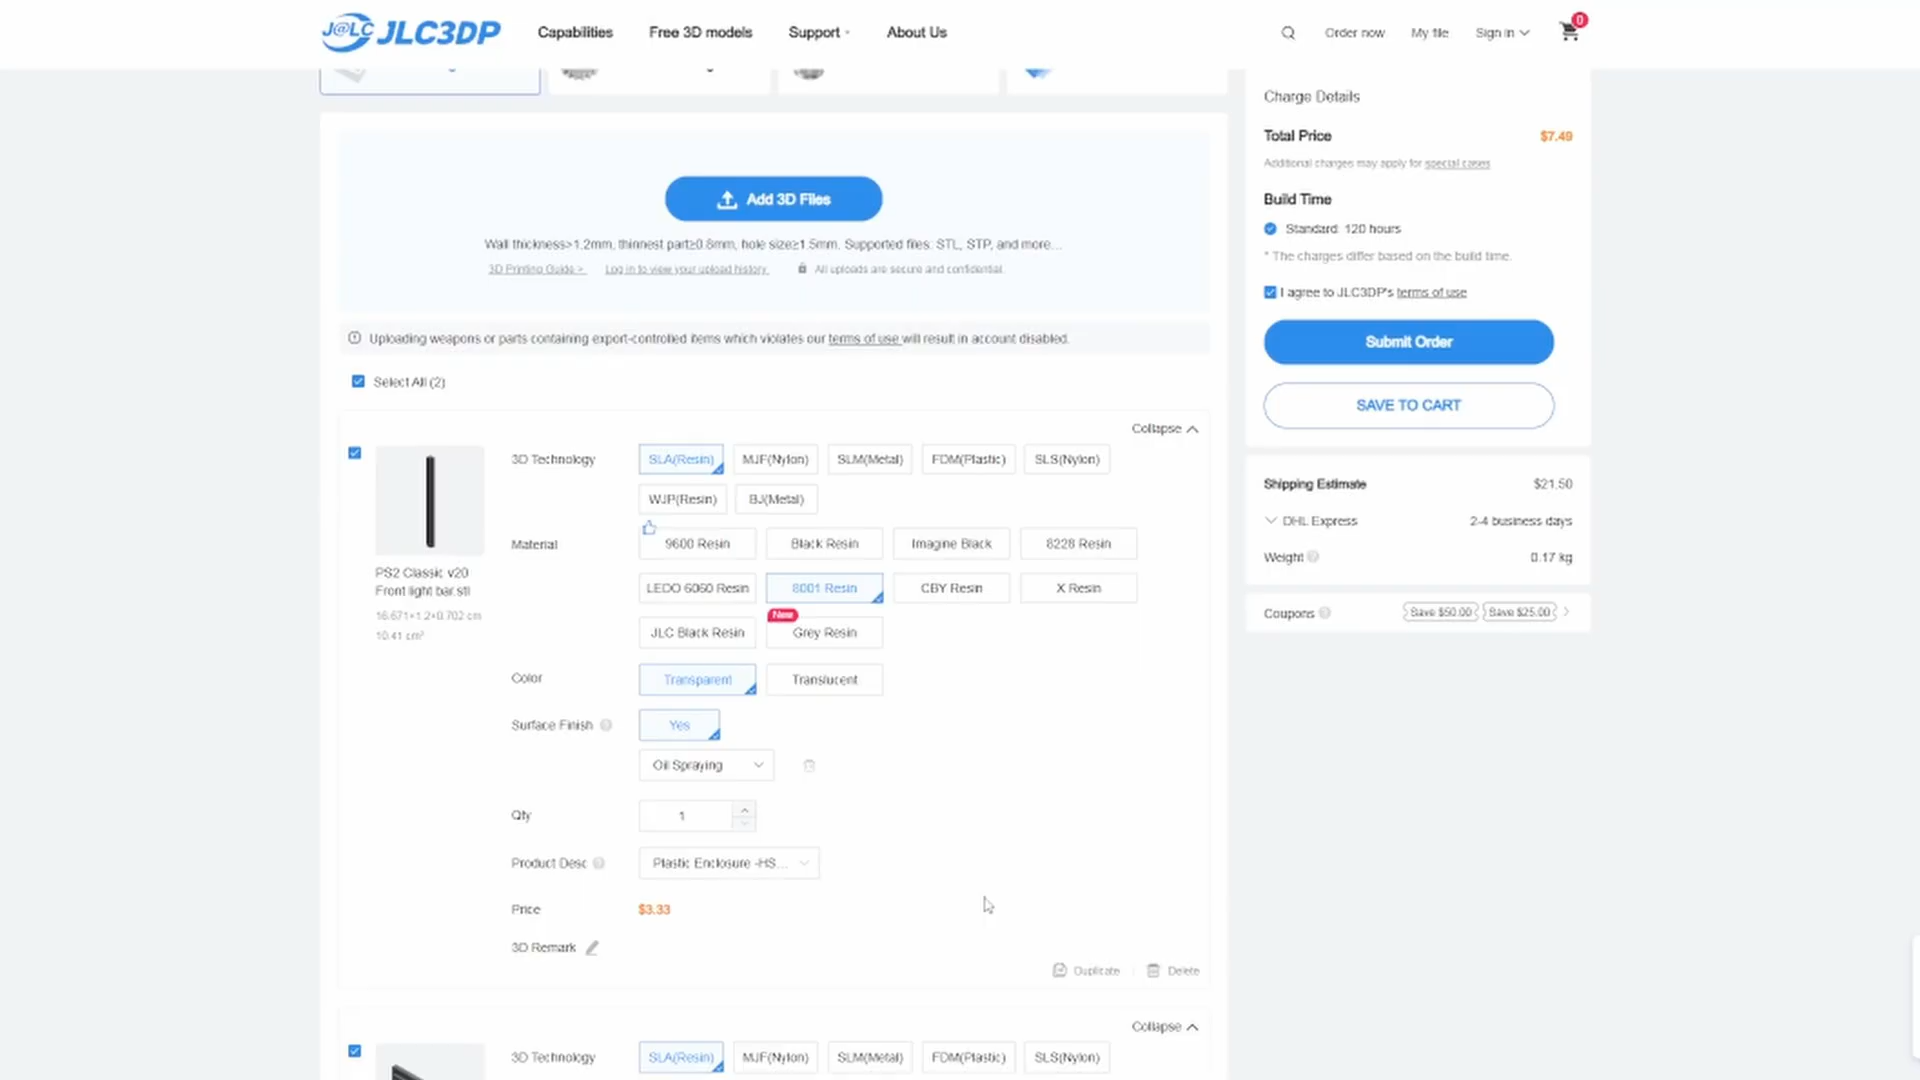 J@LC JLC3DP
Capabilities
Free 3D models
Support
About Us
Order now
My file
Sign in
0
Add 3D Files
Wall thickness>1.2mm, thinnest part≥0.8mm, hole size≥1.5mm. Supported files: STL, STP, and more...
3D Printing Guide >
Log in to view your upload history
All uploads are secure and confidential.
Uploading weapons or parts containing export-controlled items which violates our terms of use will result in account disabled.
Select All (2)
Collapse
PS2 Classic v20
Front light bar.stl
16.671*1.2*0.702 cm
10.41 cm³
3D Technology
SLA(Resin) MJF(Nylon) SLM(Metal) FDM(Plastic) SLS(Nylon)
WJP(Resin) BJ(Metal)
Material
9600 Resin Black Resin Imagine Black 8228 Resin
LEDO 6060 Resin 8001 Resin CBY Resin X Resin
New
JLC Black Resin Grey Resin
Color
Transparent Translucent
Surface Finish
Yes
Oil Spraying
Qty
1
Product Desc
Plastic Enclosure -HS...
Price
$3.33
3D Remark
Duplicate Delete
Collapse
3D Technology
SLA(Resin) MJF(Nylon) SLM(Metal) FDM(Plastic) SLS(Nylon)
Charge Details
Total Price $7.49
Additional charges may apply for special cases
Build Time
Standard: 120 hours
* The charges differ based on the build time.
I agree to JLC3DP's terms of use
Submit Order
SAVE TO CART
Shipping Estimate $21.50
DHL Express 2-4 business days
Weight 0.17 kg
Coupons Save $50.00 Save $25.00